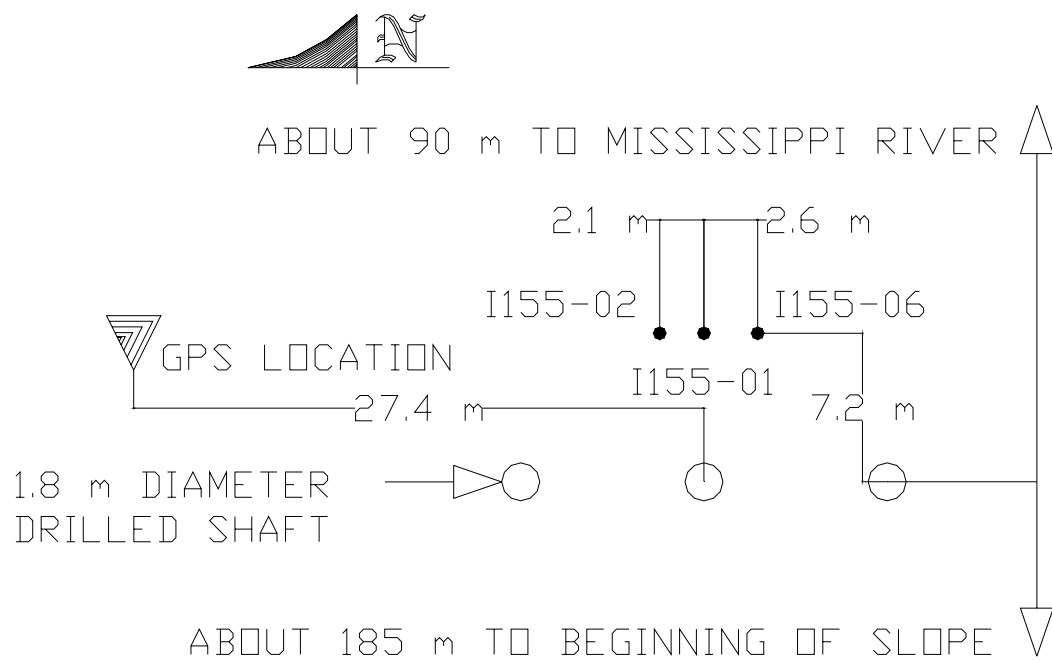 N
ABOUT 90 m TO MISSISSIPPI RIVER
2.1 m 2.6 m
I155-02 I155-06
GPS LOCATION
I155-01
27.4 m 7.2 m
1.8 m DIAMETER
DRILLED SHAFT
ABOUT 185 m TO BEGINNING OF SLOPE